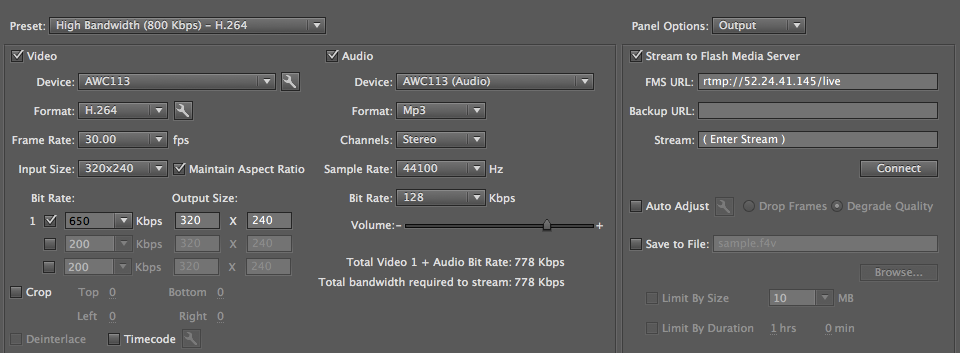 Preset: High Bandwidth (800 Kbps) – H.264
Panel Options: Output
Video
Device: AWC113
Format: H.264
Frame Rate: 30.00 fps
Input Size: 320x240 Maintain Aspect Ratio
Bit Rate: Output Size:
1 650 Kbps 320 X 240
200 Kbps 320 X 240
200 Kbps 320 X 240
Crop Top 0 Bottom 0
Left 0 Right 0
Deinterlace Timecode
Audio
Device: AWC113 (Audio)
Format: Mp3
Channels: Stereo
Sample Rate: 44100 Hz
Bit Rate: 128 Kbps
Volume: – +
Total Video 1 + Audio Bit Rate: 778 Kbps
Total bandwidth required to stream: 778 Kbps
Stream to Flash Media Server
FMS URL: rtmp://52.24.41.145/live
Backup URL:
Stream: ( Enter Stream )
Connect
Auto Adjust Drop Frames Degrade Quality
Save to File: sample.f4v
Browse...
Limit By Size 10 MB
Limit By Duration 1 hrs 0 min